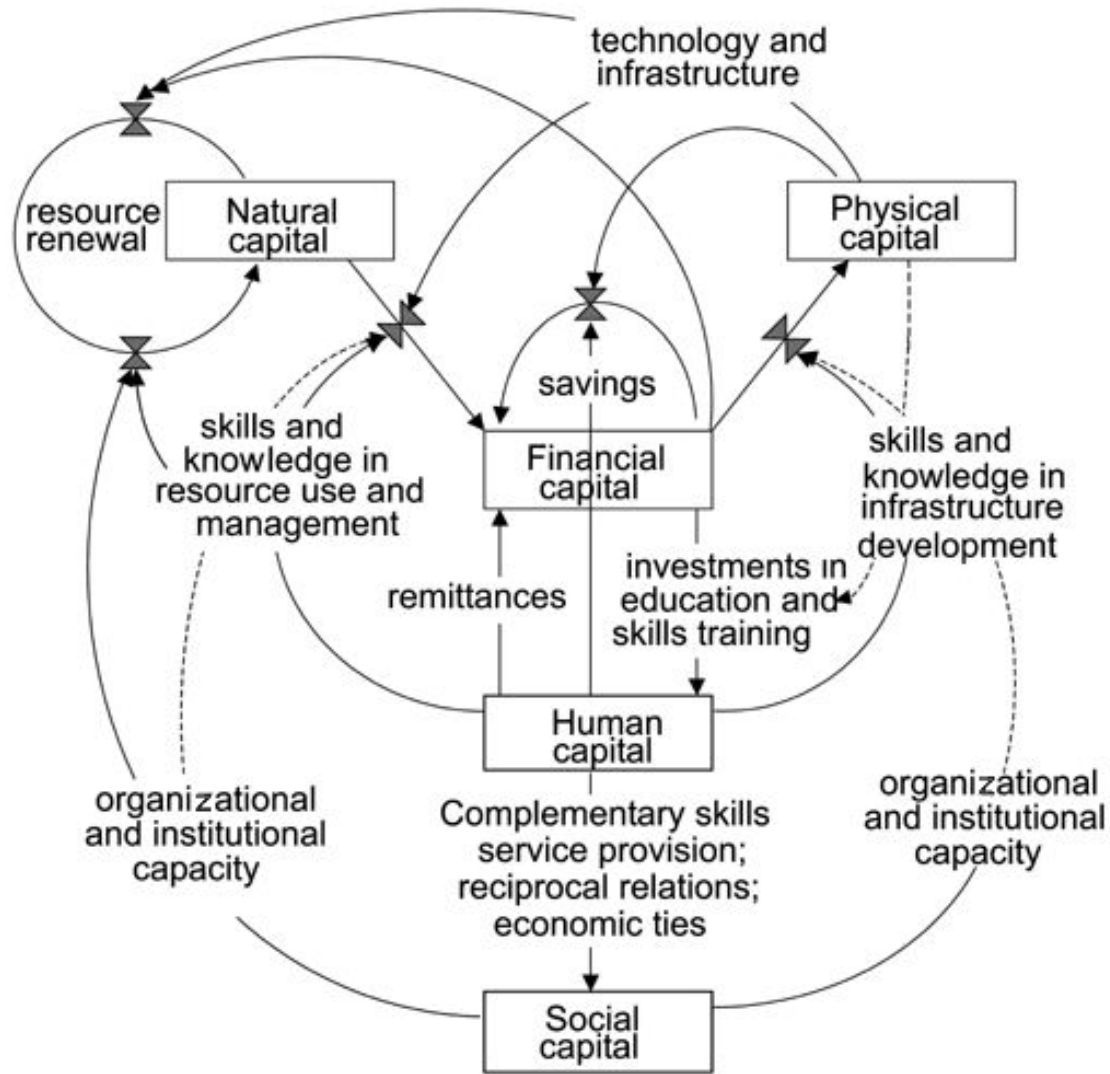 technology and
infrastructure
resource
renewal
Natural
capital
Physical
capital
savings
skills and
knowledge in
resource use and
management
Financial
capital
skills and
knowledge in
infrastructure
development
remittances
investments in
education and
skills training
Human
capital
organizational
and institutional
capacity
Complementary skills
service provision;
reciprocal relations;
economic ties
organizational
and institutional
capacity
Social
capital